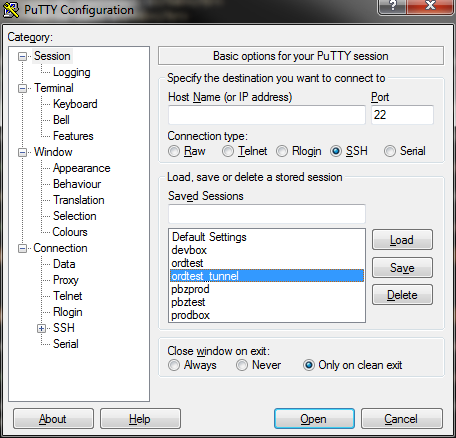 PuTTY Configuration
? X
Category:
Session
Logging
Terminal
Keyboard
Bell
Features
Window
Appearance
Behaviour
Translation
Selection
Colours
Connection
Data
Proxy
Telnet
Rlogin
SSH
Serial
Basic options for your PuTTY session
Specify the destination you want to connect to
Host Name (or IP address) Port
22
Connection type:
Raw Telnet Rlogin SSH Serial
Load, save or delete a stored session
Saved Sessions
Default Settings
devbox
ordtest
ordtest_tunnel
pbzprod
pbztest
prodbox
Load
Save
Delete
Close window on exit:
Always Never Only on clean exit
About Help Open Cancel